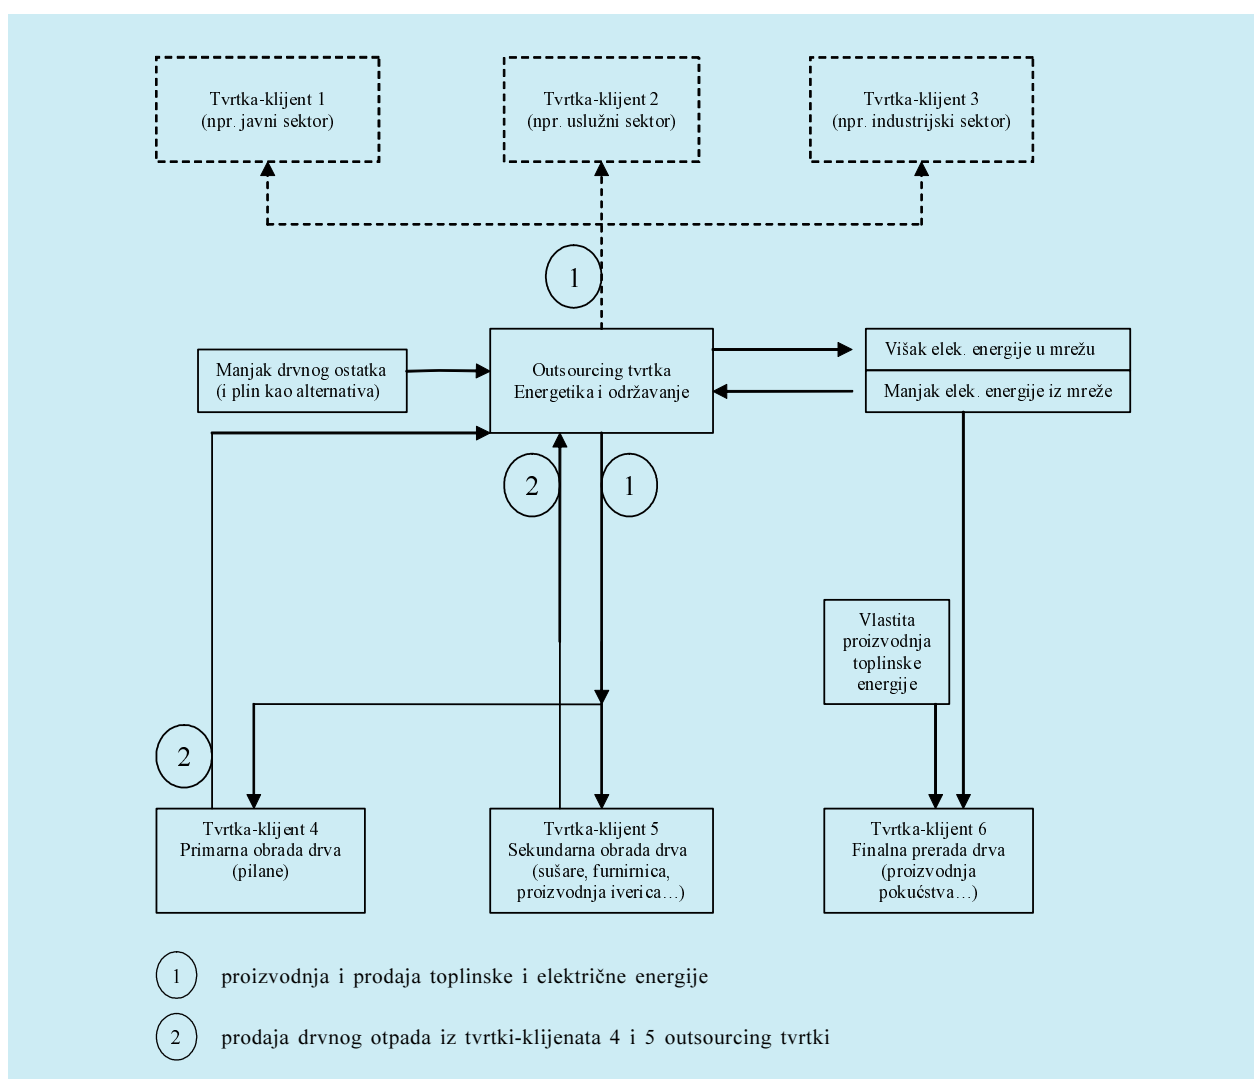 Tvrtka-klijent 1
(npr. javni sektor)
Tvrtka-klijent 2
(npr. uslužni sektor)
Tvrtka-klijent 3
(npr. industrijski sektor)
1
Manjak drvnog ostatka
(i plin kao alternativa)
Outsourcing tvrtka
Energetika i održavanje
Višak elek. energije u mrežu
Manjak elek. energije iz mreže
2
1
Vlastita
proizvodnja
toplinske
energije
2
Tvrtka-klijent 4
Primarna obrada drva
(pilane)
Tvrtka-klijent 5
Sekundarna obrada drva
(sušare, furnirnica,
proizvodnja iverica…)
Tvrtka-klijent 6
Finalna prerada drva
(proizvodnja
pokućstva…)
1 proizvodnja i prodaja toplinske i električne energije
2 prodaja drvnog otpada iz tvrtki-klijenata 4 i 5 outsourcing tvrtki